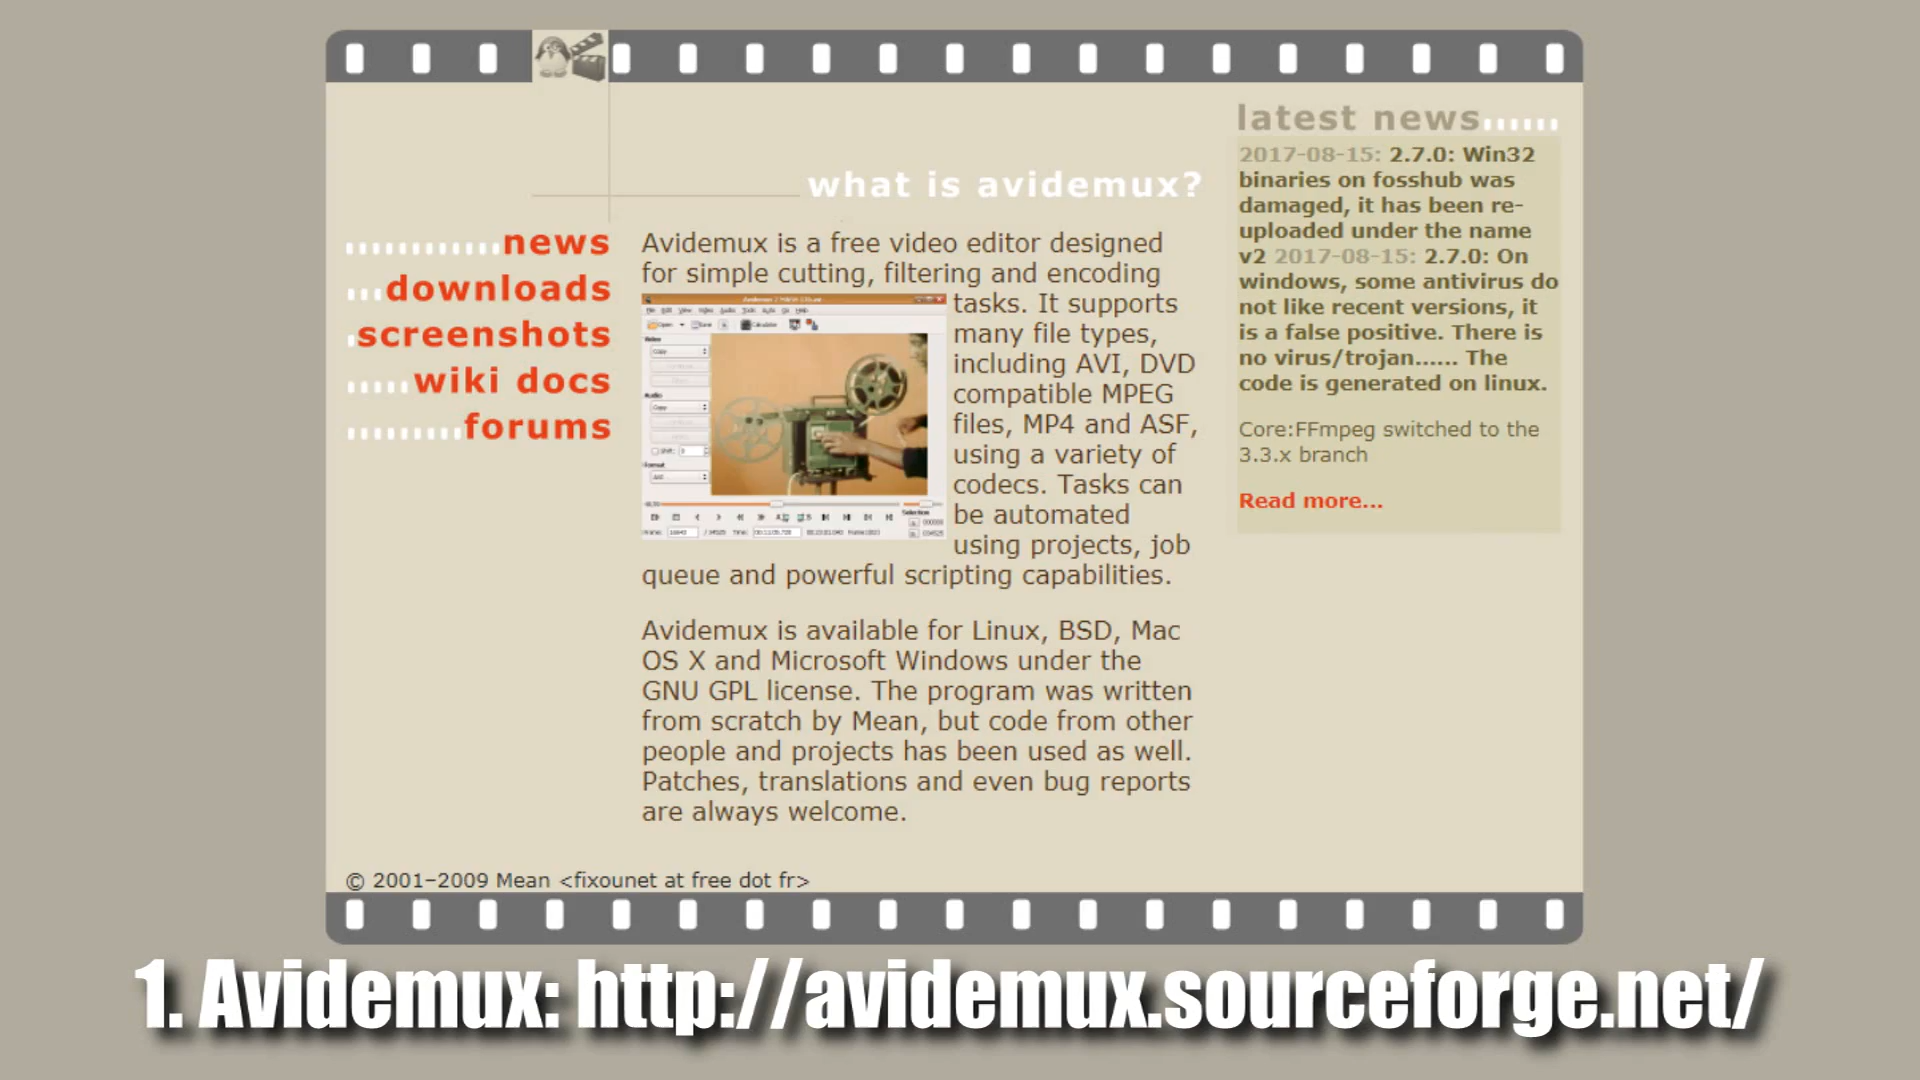 latest news
2017-08-15: 2.7.0: Win32
binaries on fosshub was
damaged, it has been re-
uploaded under the name
v2 2017-08-15: 2.7.0: On
windows, some antivirus do
not like recent versions, it
is a false positive. There is
no virus/trojan...... The
code is generated on linux.
Core:FFmpeg switched to the
3.3.x branch
Read more...
what is avidemux?
news
downloads
screenshots
wiki docs
forums
Avidemux is a free video editor designed
for simple cutting, filtering and encoding
tasks. It supports
many file types,
including AVI, DVD
compatible MPEG
files, MP4 and ASF,
using a variety of
codecs. Tasks can
be automated
using projects, job
queue and powerful scripting capabilities.
Avidemux is available for Linux, BSD, Mac
OS X and Microsoft Windows under the
GNU GPL license. The program was written
from scratch by Mean, but code from other
people and projects has been used as well.
Patches, translations and even bug reports
are always welcome.
© 2001–2009 Mean <fixounet at free dot fr>
1. Avidemux: http://avidemux.sourceforge.net/